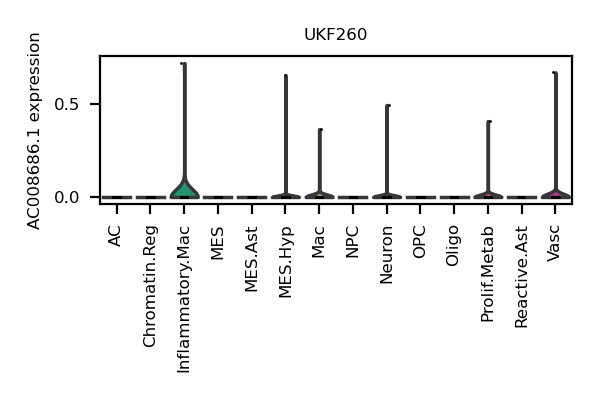 UKF260
AC008686.1 expression
0.5
0.0
AC
Chromatin.Reg
Inflammatory.Mac
MES
MES.Ast
MES.Hyp
Mac
NPC
Neuron
OPC
Oligo
Prolif.Metab
Reactive.Ast
Vasc